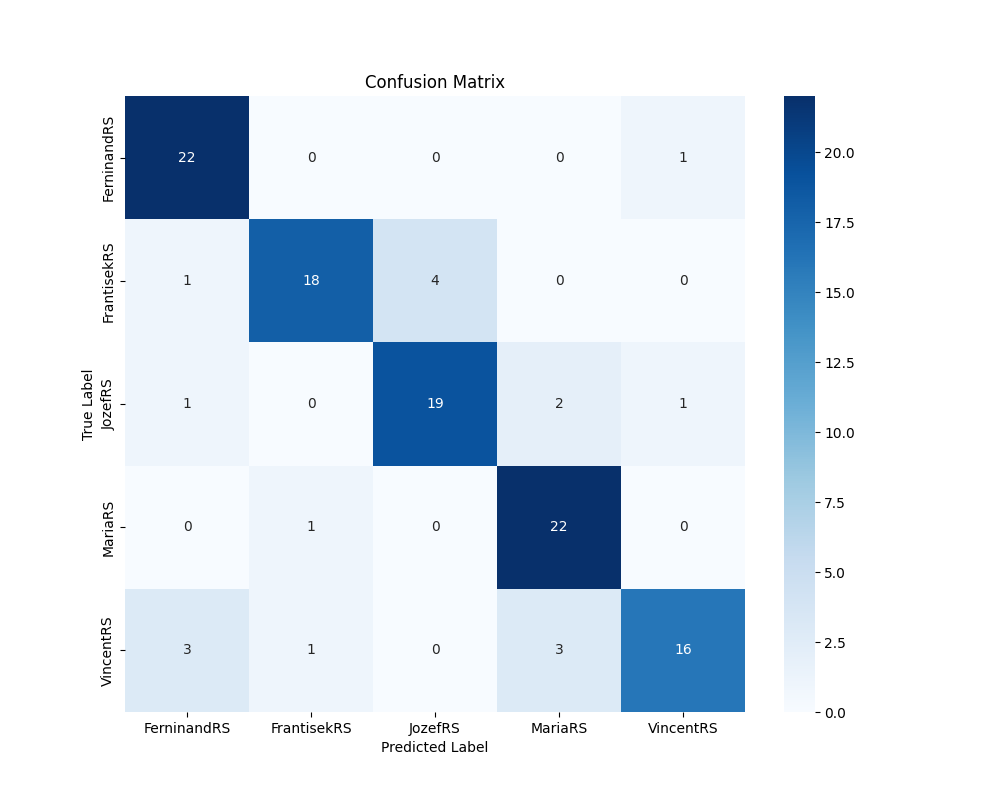 Confusion Matrix
True Label
FerninandRS 22 0 0 0 1
FrantisekRS 1 18 4 0 0
JozefRS 1 0 19 2 1
MariaRS 0 1 0 22 0
VincentRS 3 1 0 3 16
FerninandRS FrantisekRS JozefRS MariaRS VincentRS
Predicted Label
20.0
17.5
15.0
12.5
10.0
7.5
5.0
2.5
0.0